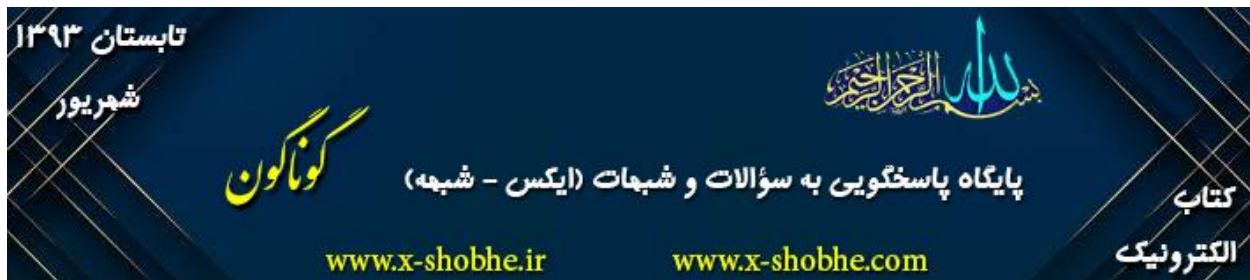 تابستان ۱۳۹۳
شهریور
بسم الله الرحمن الرحیم
گوناگون
پایگاه پاسخگویی به سؤالات و شبهات (ایکس - شبهه)
کتاب
الکترونیک
www.x-shobhe.com
www.x-shobhe.ir